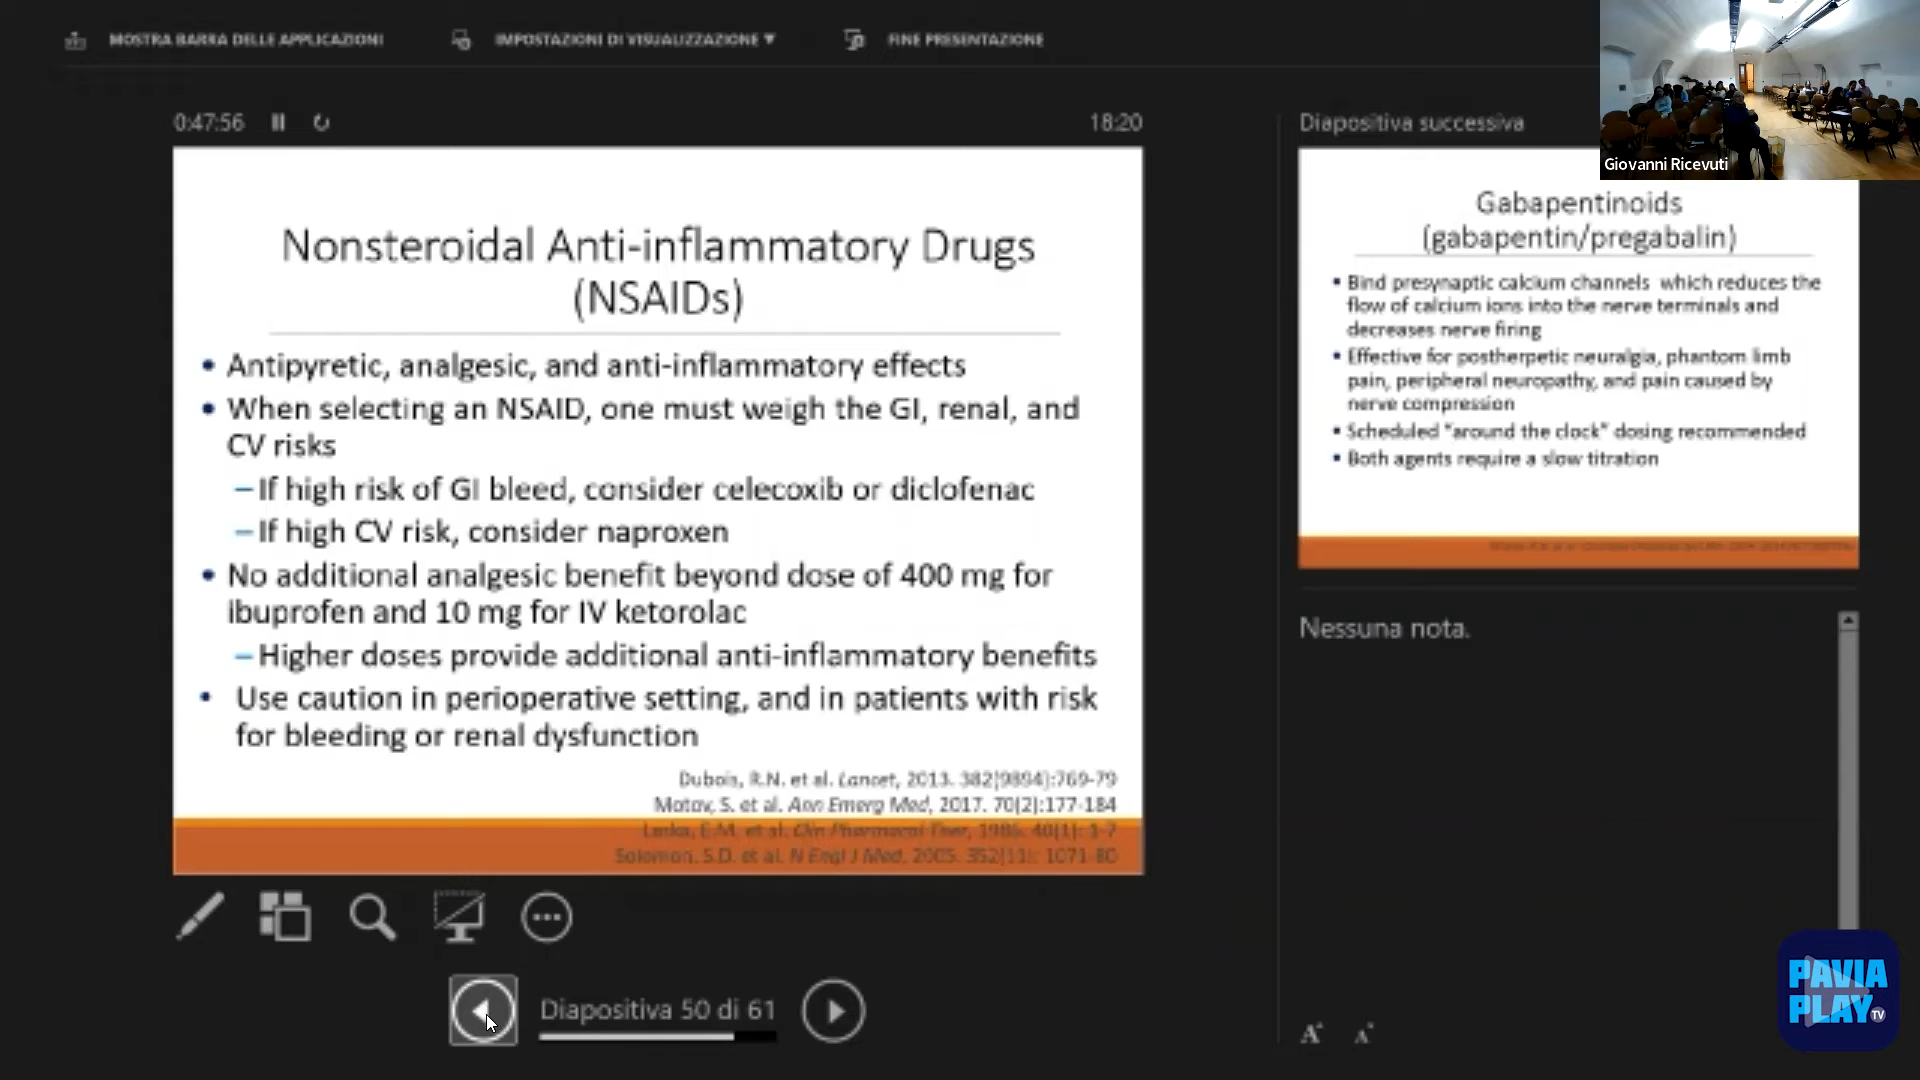 MOSTRA BARRA DELLE APPLICAZIONI
IMPOSTAZIONI DI VISUALIZZAZIONE ▼
FINE PRESENTAZIONE
Giovanni Ricevuti
0:47:56
18:20
Diapositiva successiva
Nonsteroidal Anti-inflammatory Drugs
(NSAIDs)
• Antipyretic, analgesic, and anti-inflammatory effects
• When selecting an NSAID, one must weigh the GI, renal, and
CV risks
–If high risk of GI bleed, consider celecoxib or diclofenac
–If high CV risk, consider naproxen
• No additional analgesic benefit beyond dose of 400 mg for
ibuprofen and 10 mg for IV ketorolac
–Higher doses provide additional anti-inflammatory benefits
• Use caution in perioperative setting, and in patients with risk
for bleeding or renal dysfunction
Dubois, R.N. et al. Lancet, 2013. 382(9894):769-79
Motov, S. et al. Ann Emerg Med, 2017. 70(2):177-184
Laska, E.M. et al. Clin Pharmacol Ther, 1986. 40(1): 1-7
Solomon, S.D. et al. N Engl J Med, 2005. 352(11): 1071-80
Gabapentinoids
(gabapentin/pregabalin)
• Bind presynaptic calcium channels which reduces the
flow of calcium ions into the nerve terminals and
decreases nerve firing
• Effective for postherpetic neuralgia, phantom limb
pain, peripheral neuropathy, and pain caused by
nerve compression
• Scheduled "around the clock" dosing recommended
• Both agents require a slow titration
Nessuna nota.
Diapositiva 50 di 61
A A
PAVIA
PLAY TV